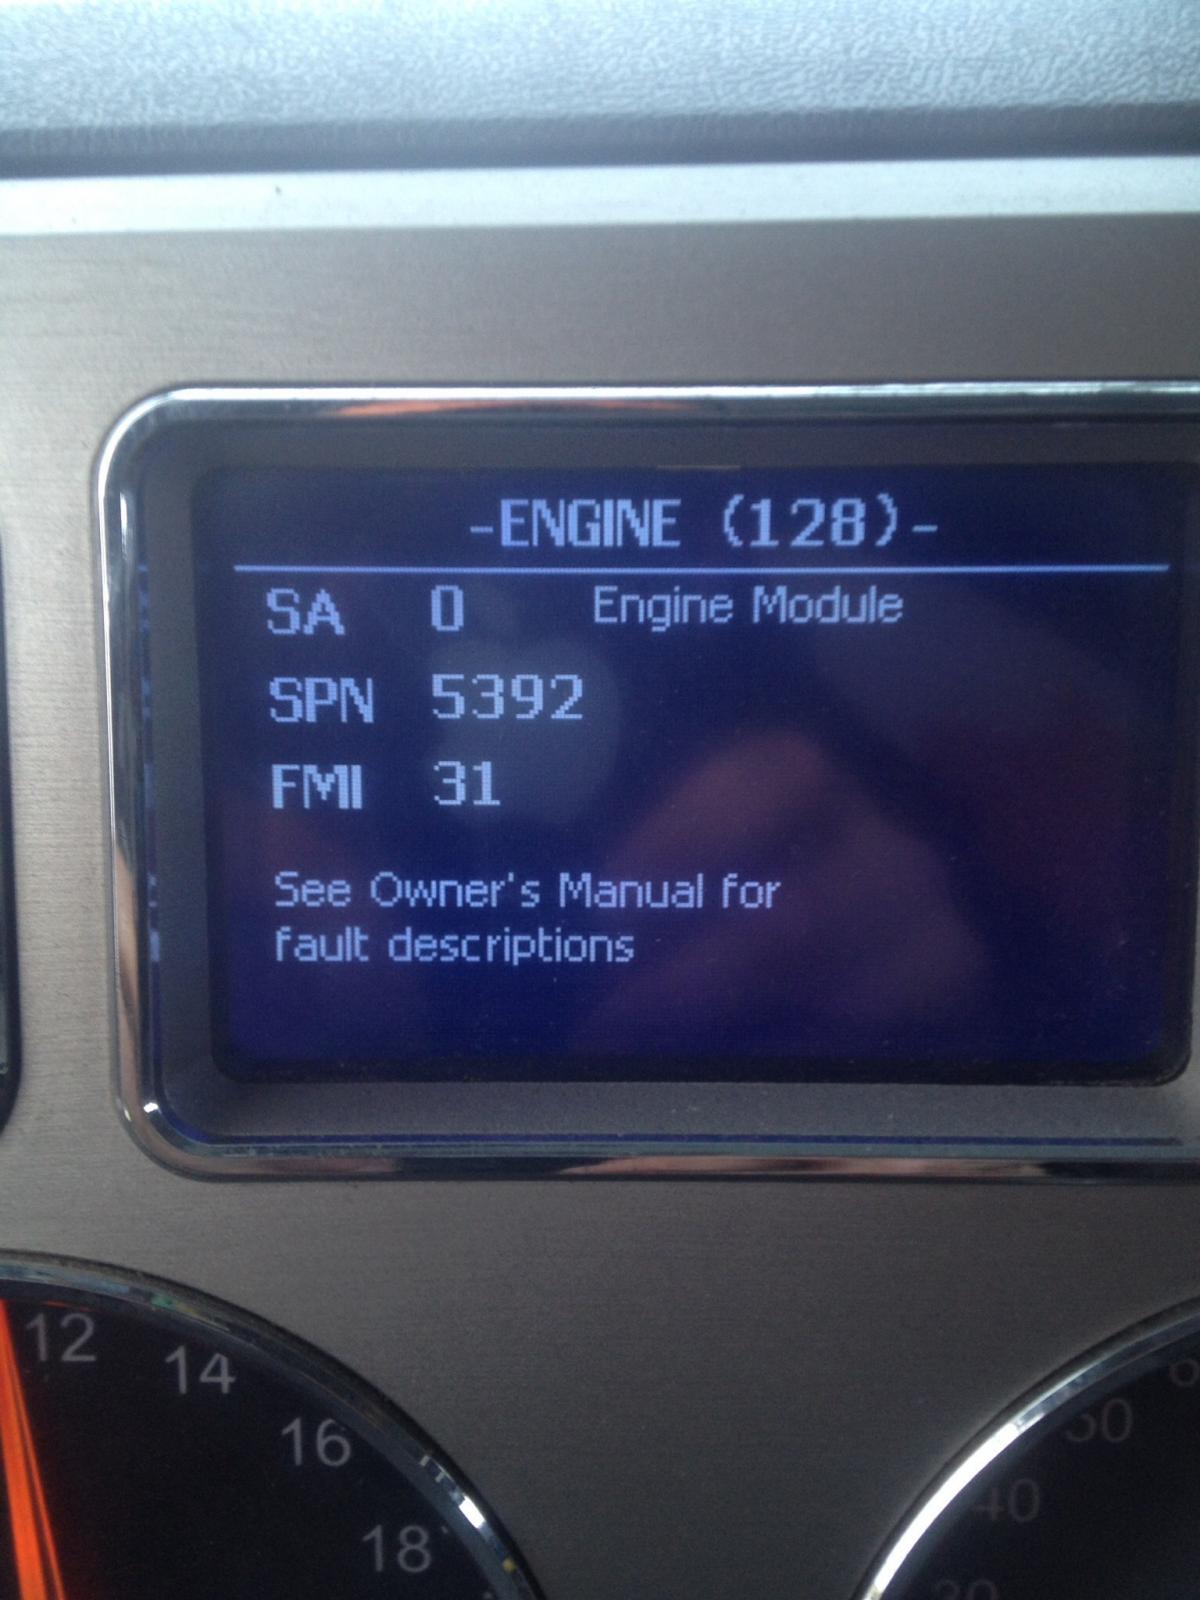 -ENGINE (128)-
SA 0 Engine Module
SPN 5392
FMI 31
See Owner's Manual for
fault descriptions
12
14
16
18
50
40
30